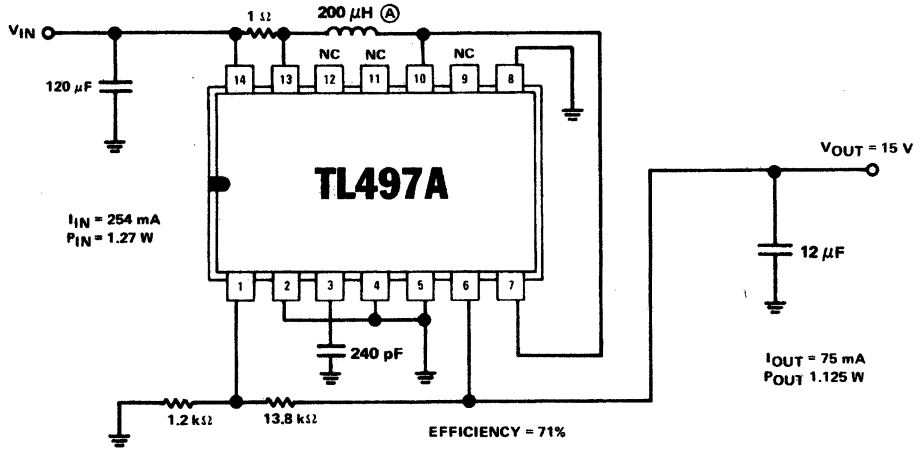 VIN
1 Ω
200 µH Ⓐ
120 µF
NC
NC
NC
14
13
12
11
10
9
8
TL497A
IIN = 254 mA
PIN = 1.27 W
1
2
3
4
5
6
7
240 pF
1.2 kΩ
13.8 kΩ
EFFICIENCY = 71%
VOUT = 15 V
12 µF
IOUT = 75 mA
POUT 1.125 W